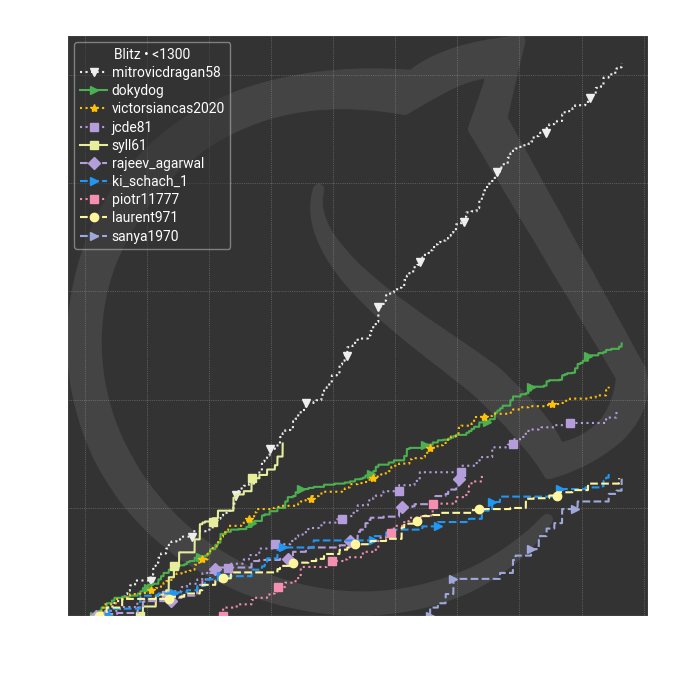 Blitz • <1300
mitrovicdragan58
dokydog
victorsiancas2020
jcde81
syll61
rajeev_agarwal
ki_schach_1
piotr11777
laurent971
sanya1970